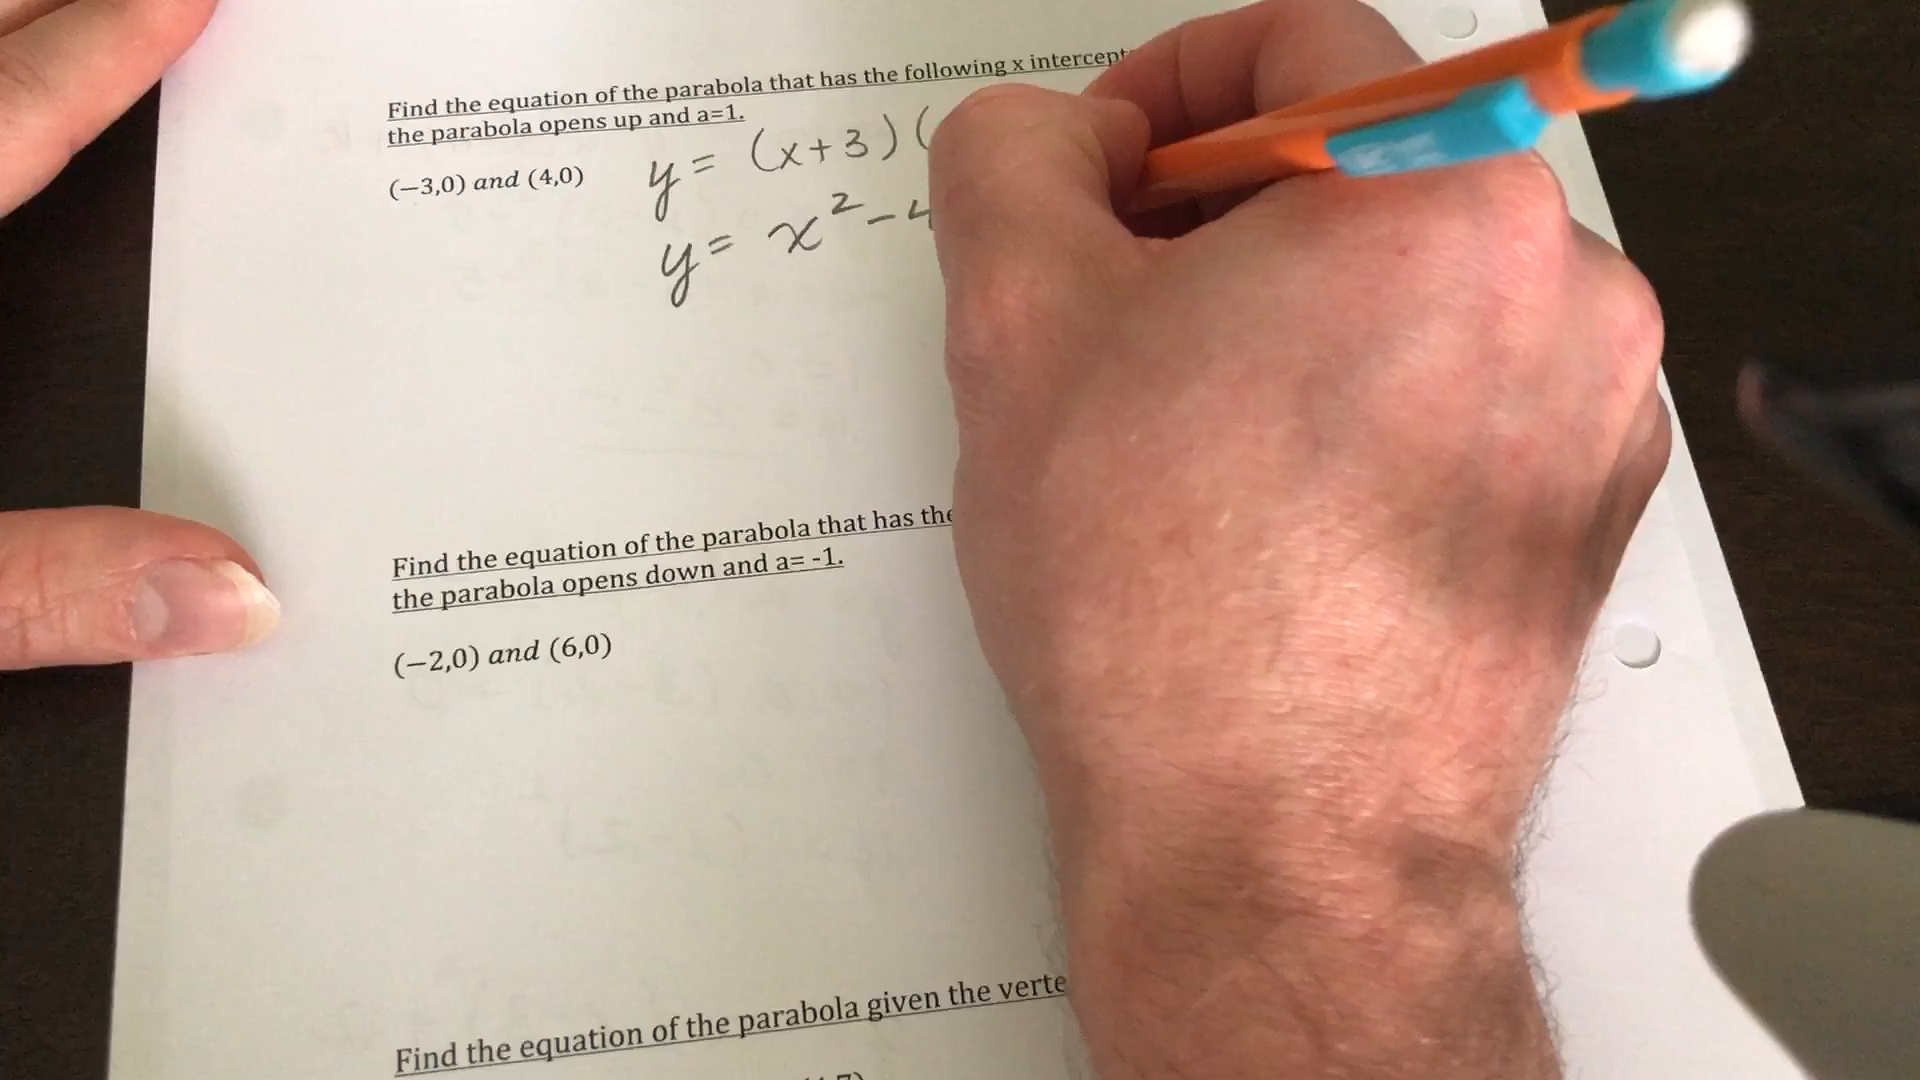 Find the equation of the parabola that has the following x intercept
the parabola opens up and a=1.
(−3,0) and (4,0)
y = (x+3)(
y = x² - 4
Find the equation of the parabola that has the
the parabola opens down and a= -1.
(−2,0) and (6,0)
Find the equation of the parabola given the verte